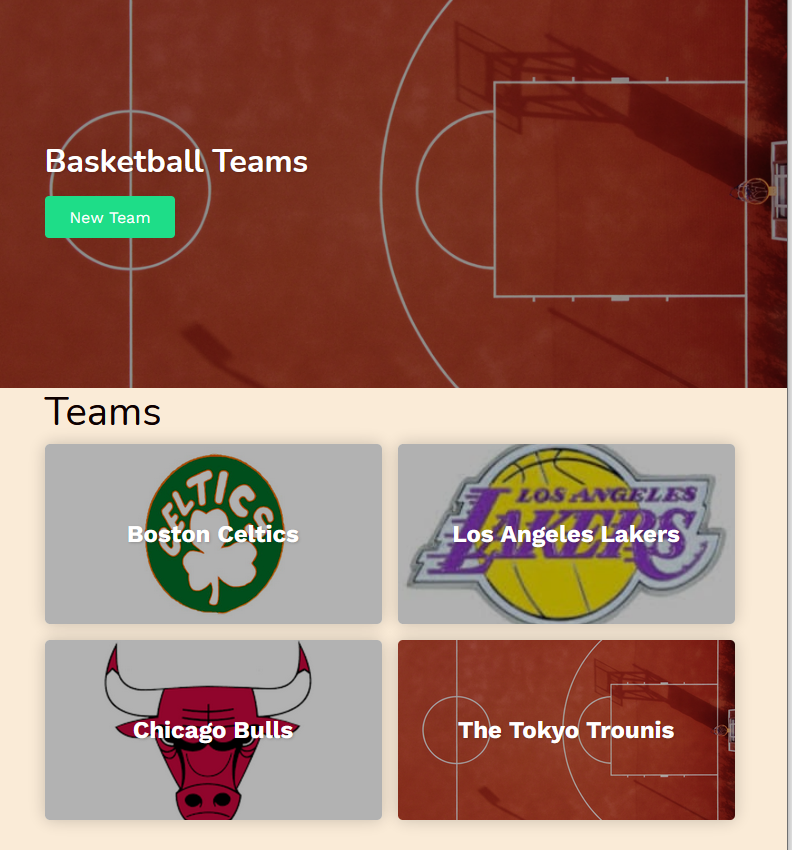 Basketball Teams
New Team
Teams
CELTICS
Boston Celtics
LOS ANGELES
LAKERS
Los Angeles Lakers
Chicago Bulls
The Tokyo Trounis